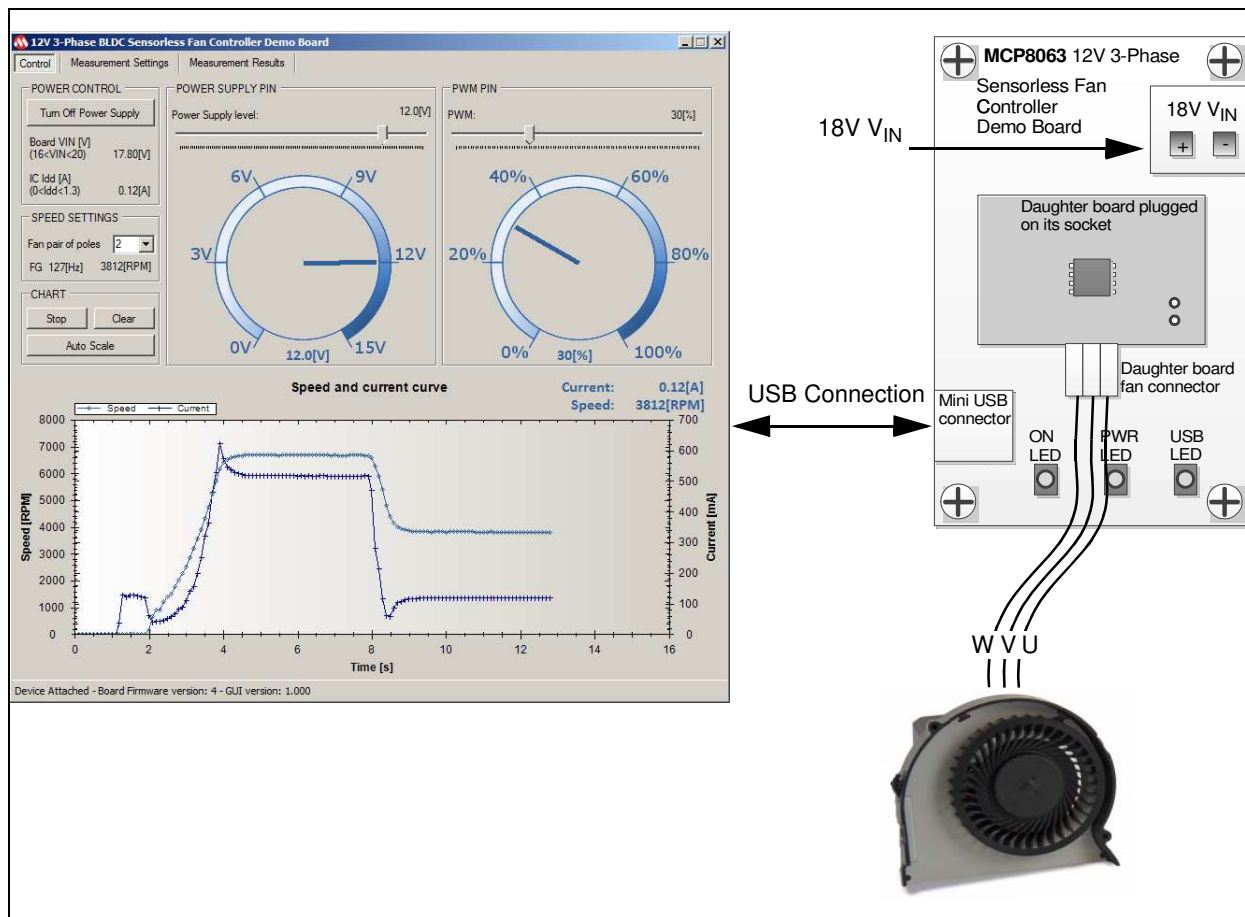 12V 3-Phase BLDC Sensorless Fan Controller Demo Board
Control Measurement Settings Measurement Results
POWER CONTROL
Turn Off Power Supply
Board VIN [V]
(16<VIN<20) 17.80[V]
IC Idd [A]
(0<Idd<1.3) 0.12[A]
SPEED SETTINGS
Fan pair of poles 2
FG 127[Hz] 3812[RPM]
CHART
Stop Clear
Auto Scale
POWER SUPPLY PIN
Power Supply level: 12.0[V]
6V 9V
3V 12V
0V 12.0[V] 15V
PWM PIN
PWM: 30[%]
40% 60%
20% 80%
0% 30[%] 100%
Speed and current curve
Current: 0.12[A]
Speed: 3812[RPM]
Speed Current
Speed [RPM]
8000
7000
6000
5000
4000
3000
2000
1000
0
Current [mA]
700
600
500
400
300
200
100
0
0 2 4 6 8 10 12 14 16
Time [s]
Device Attached - Board Firmware version: 4 - GUI version: 1.000
18V VIN
USB Connection
MCP8063 12V 3-Phase
Sensorless Fan
Controller
Demo Board
18V VIN
+ -
Daughter board plugged
on its socket
Daughter board
fan connector
Mini USB
connector
ON
LED
PWR
LED
USB
LED
W V U